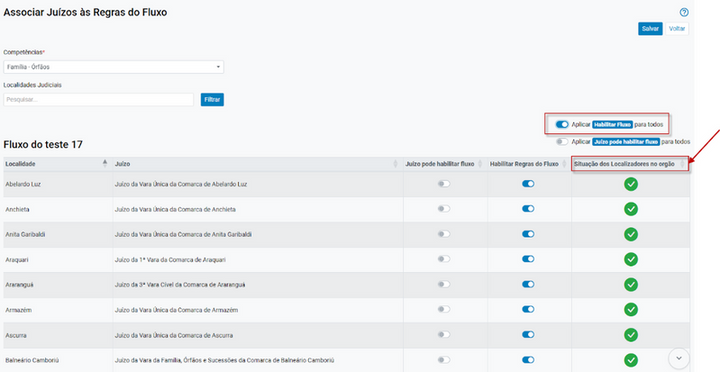 Associar Juízos às Regras do Fluxo
Salvar Voltar
Competências*
Família - Órfãos
Localidades Judiciais
Pesquisar...
Filtrar
Aplicar Habilitar Fluxo para todos
Aplicar Juízo pode habilitar fluxo para todos
Fluxo do teste 17
Localidade Juízo Juízo pode habilitar fluxo Habilitar Regras do Fluxo Situação dos Localizadores no orgão
Abelardo Luz Juízo da Vara Única da Comarca de Abelardo Luz
Anchieta Juízo da Vara Única da Comarca de Anchieta
Anita Garibaldi Juízo da Vara Única da Comarca de Anita Garibaldi
Araquari Juízo da 1ª Vara da Comarca de Araquari
Araranguá Juízo da 3ª Vara Cível da Comarca de Araranguá
Armazém Juízo da Vara Única da Comarca de Armazém
Ascurra Juízo da Vara Única da Comarca de Ascurra
Balneário Camboriú Juízo da Vara da Família, Órfãos e Sucessões da Comarca de Balneário Camboriú